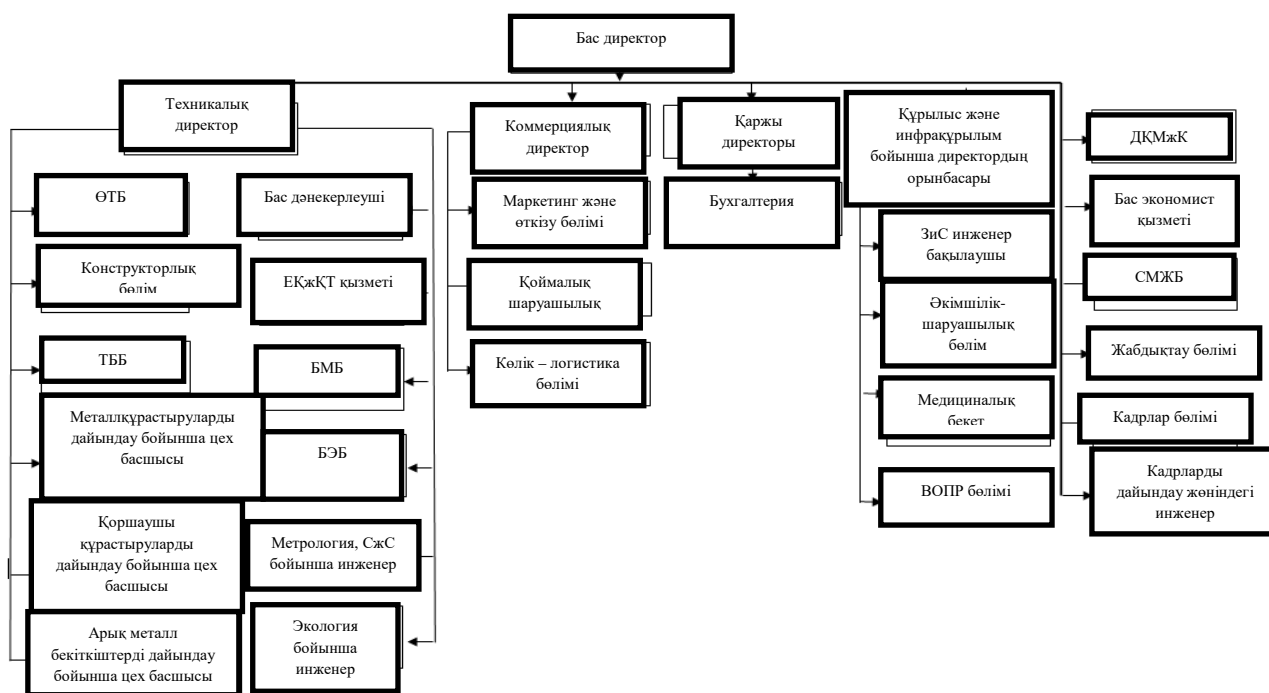 Бас директор
Техникалық
директор
Коммерциялық
директор
Қаржы
директоры
Құрылыс және
инфрақұрылым
бойынша директордың
орынбасары
ДҚМжК
ӨТБ
Бас дәнекерлеуші
Маркетинг және
өткізу бөлімі
Бухгалтерия
Бас экономист
қызметі
ЗиС инженер
бақылаушы
Конструкторлық
бөлім
ЕҚжҚТ қызметі
Қоймалық
шаруашылық
СМЖБ
Әкімшілік-
шаруашылық
бөлім
ТББ
БМБ
Көлік – логистика
бөлімі
Жабдықтау бөлімі
Медициналық
бекет
Кадрлар бөлімі
Металлқұрастыруларды
дайындау бойынша цех
басшысы
БЭБ
ВОПР бөлімі
Кадрларды
дайындау жөніндегі
инженер
Қоршаушы
құрастыруларды
дайындау бойынша цех
басшысы
Метрология, СжС
бойынша инженер
Арық металл
бекіткіштерді дайындау
бойынша цех басшысы
Экология
бойынша
инженер